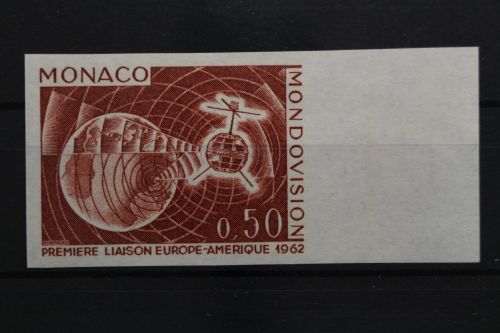 MONACO
MONDOVISION
0.50
PREMIERE LIAISON EUROPE-AMERIQUE 1962